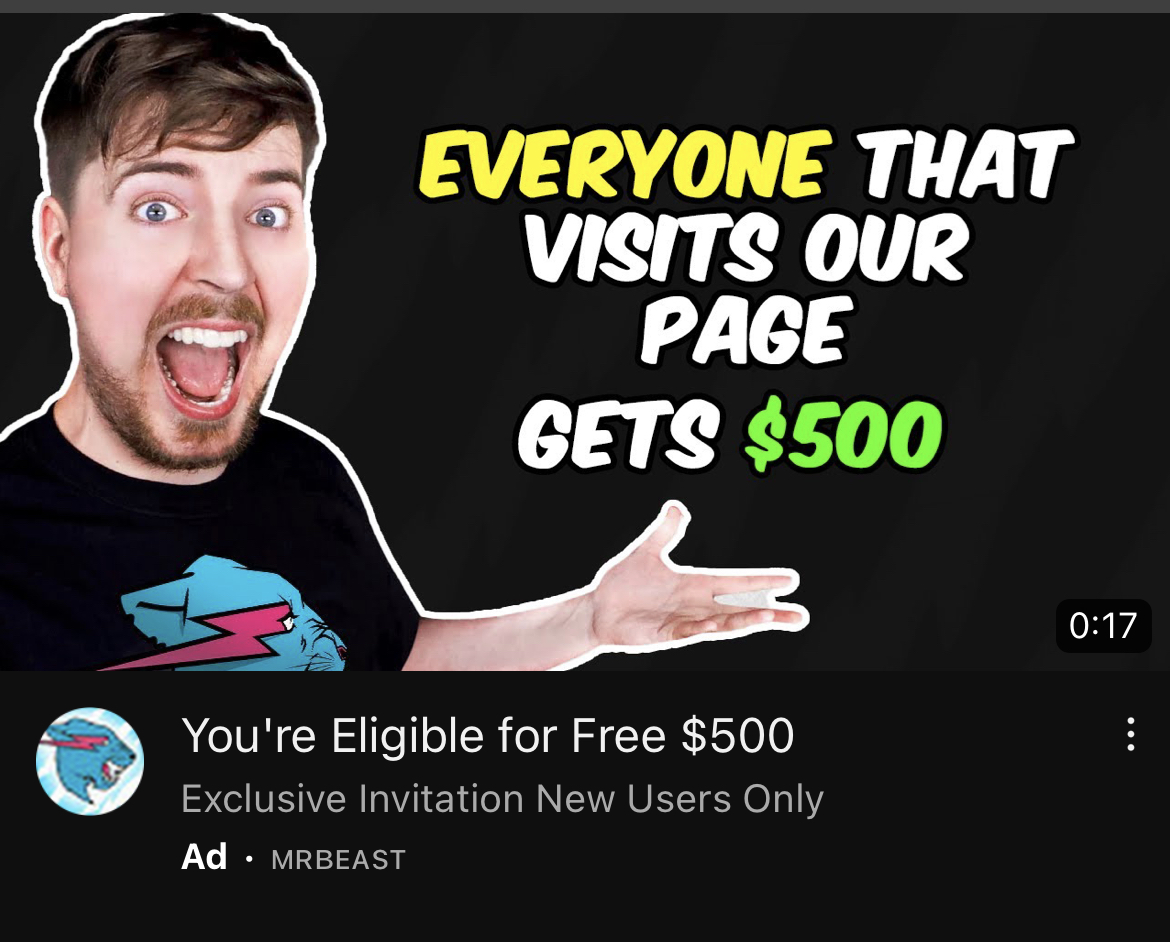 EVERYONE THAT
VISITS OUR
PAGE
GETS $500
0:17
You're Eligible for Free $500
Exclusive Invitation New Users Only
Ad · MRBEAST